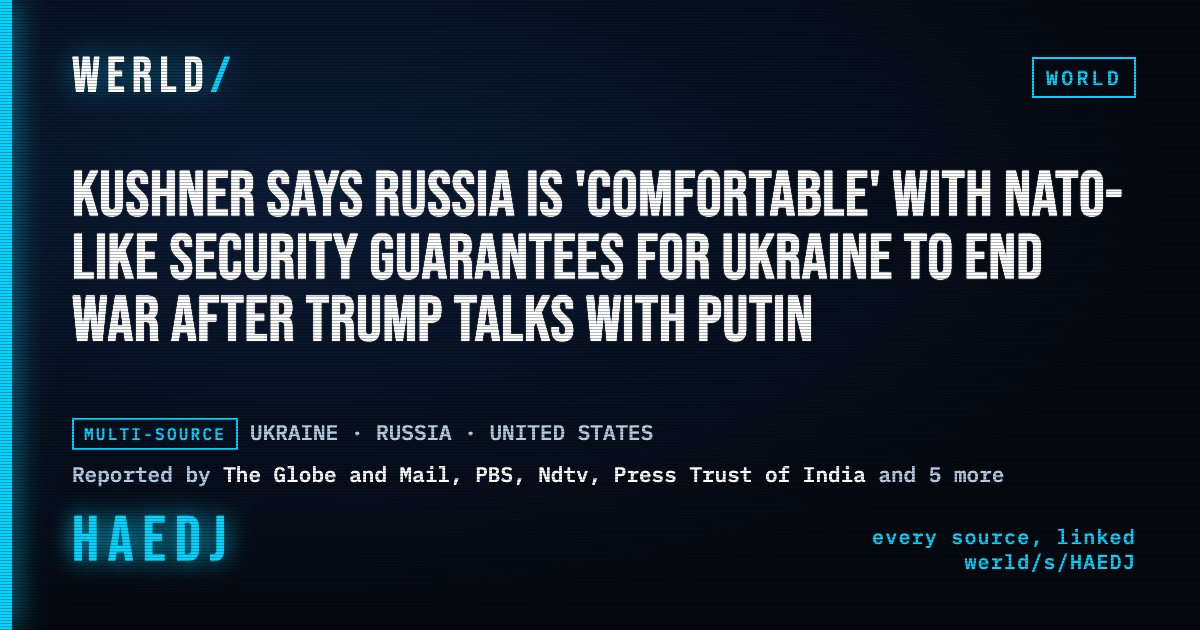 WERLD/
WORLD
KUSHNER SAYS RUSSIA IS 'COMFORTABLE' WITH NATO-
LIKE SECURITY GUARANTEES FOR UKRAINE TO END
WAR AFTER TRUMP TALKS WITH PUTIN
MULTI-SOURCE UKRAINE · RUSSIA · UNITED STATES
Reported by The Globe and Mail, PBS, Ndtv, Press Trust of India and 5 more
HAEDJ
every source, linked
werld/s/HAEDJ